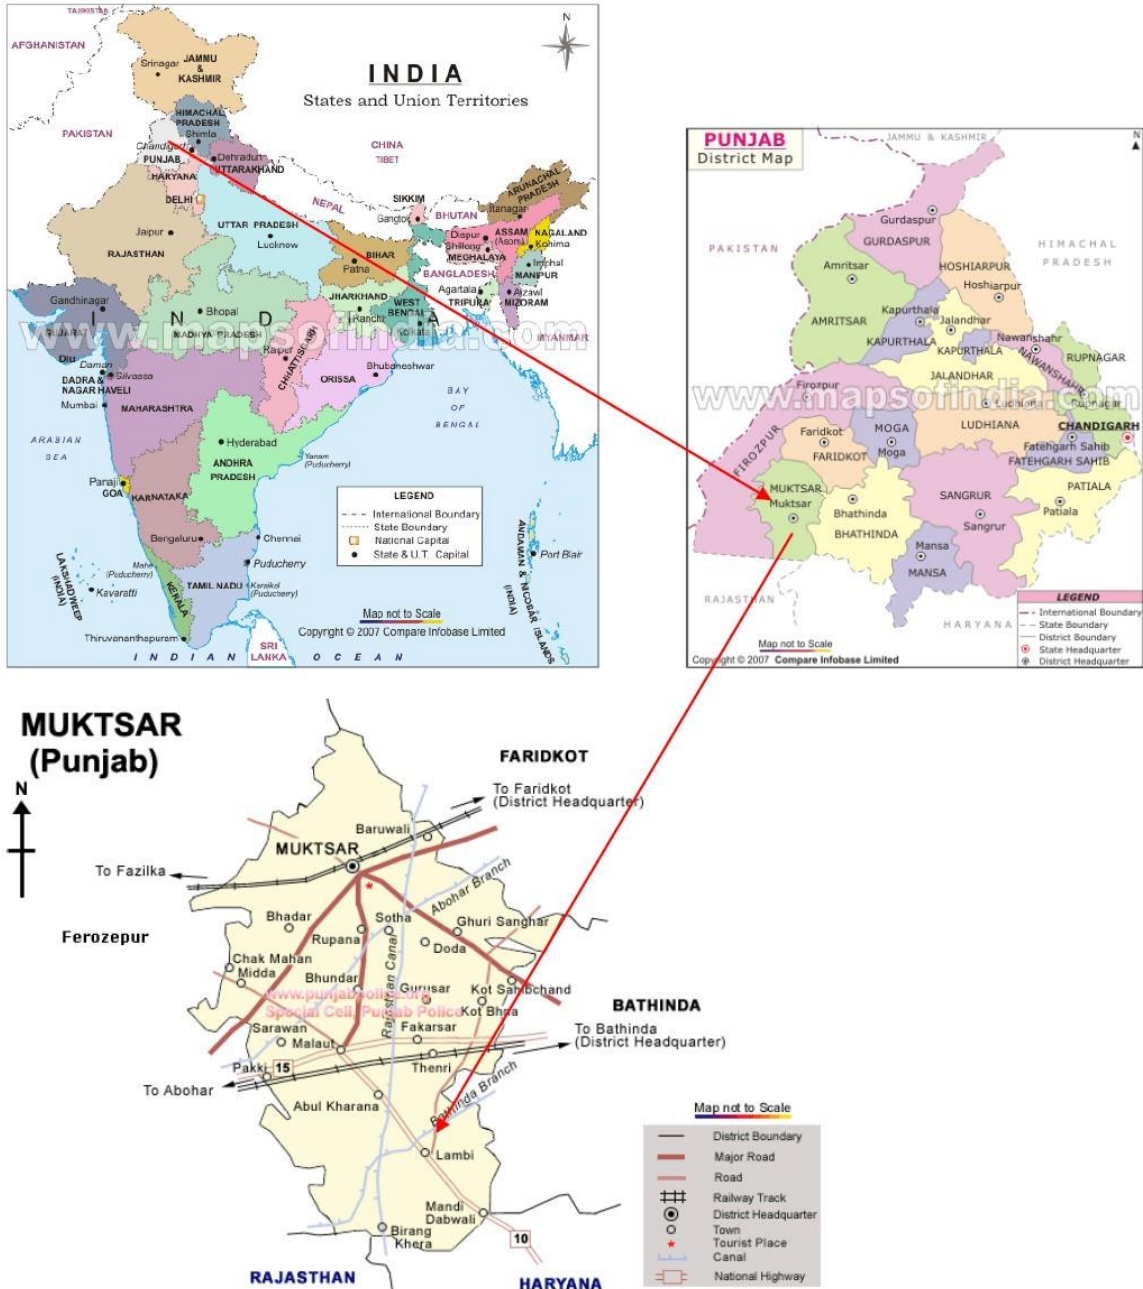 INDIA
States and Union Territories
N
TAJIKISTAN
AFGHANISTAN
PAKISTAN
CHINA
TIBET
NEPAL
BHUTAN
BANGLADESH
MYANMAR
SRI
LANKA
Srinagar
JAMMU
&
KASHMIR
HIMACHAL
PRADESH
Shimla
Chandigarh
PUNJAB
Dehradun
UTTARAKHAND
HARYANA
DELHI
RAJASTHAN
Jaipur
UTTAR PRADESH
Lucknow
SIKKIM
Gangtok
ARUNACHAL
PRADESH
Itanagar
Dispur
ASSAM
(Asom)
NAGALAND
Kohima
Shillong
MEGHALAYA
Imphal
MANIPUR
Agartala
TRIPURA
Aizawl
MIZORAM
BIHAR
Patna
JHARKHAND
Ranchi
WEST
BENGAL
Kolkata
Gandhinagar
GUJARAT
I N D I A
Bhopal
MADHYA PRADESH
www.mapsofindia.com
Raipur
CHHATTISGARH
ORISSA
Bhubaneshwar
Diu
Daman
Silvassa
DADRA &
NAGAR HAVELI
Mumbai
MAHARASHTRA
ARABIAN
SEA
BAY
OF
BENGAL
Hyderabad
ANDHRA
PRADESH
Yanam
(Puducherry)
Panaji
GOA
KARNATAKA
Bengaluru
Chennai
Mahe
(Puducherry)
Puducherry
TAMIL NADU
Karaikal
(Puducherry)
KERALA
LAKSHADWEEP
(INDIA)
Kavaratti
Thiruvananthapuram
Port Blair
ANDAMAN & NICOBAR ISLANDS
(INDIA)
LEGEND
International Boundary
State Boundary
National Capital
State & U.T. Capital
Map not to Scale
Copyright © 2007 Compare Infobase Limited
INDIAN OCEAN
PUNJAB
District Map
N
JAMMU & KASHMIR
PAKISTAN
HIMACHAL
PRADESH
Gurdaspur
GURDASPUR
Amritsar
AMRITSAR
HOSHIARPUR
Hoshiarpur
Kapurthala
KAPURTHALA
Jalandhar
KAPURTHALA
JALANDHAR
Nawanshahr
NAWANSHAHR
RUPNAGAR
Rupnagar
www.mapsofindia.com
Firozpur
FIROZPUR
Faridkot
FARIDKOT
MOGA
Moga
Ludhiana
LUDHIANA
CHANDIGARH
Fatehgarh Sahib
FATEHGARH SAHIB
MUKTSAR
Muktsar
Bhathinda
BHATHINDA
SANGRUR
Sangrur
PATIALA
Patiala
Mansa
MANSA
RAJASTHAN
HARYANA
LEGEND
International Boundary
State Boundary
District Boundary
State Headquarter
District Headquarter
Map not to Scale
Copyright © 2007 Compare Infobase Limited
MUKTSAR
(Punjab)
N
FARIDKOT
To Faridkot
(District Headquarter)
Baruwali
MUKTSAR
To Fazilka
Abohar Branch
Ferozepur
Bhadar
Rupana
Sotha
Ghuri Sanghar
Doda
Chak Mahan
Midda
Bhundar
Rajasthan Canal
Gurusar
Kot Sahibchand
Kot Bhna
www.punjabpolice.org
Special Cell, Punjab Police
BATHINDA
To Bathinda
(District Headquarter)
Sarawan
Malaut
Fakarsar
Thenri
Pakki
15
To Abohar
Abul Kharana
Bathinda Branch
Lambi
Mandi
Dabwali
Birang
Khera
10
RAJASTHAN
HARYANA
Map not to Scale
District Boundary
Major Road
Road
Railway Track
District Headquarter
Town
Tourist Place
Canal
National Highway